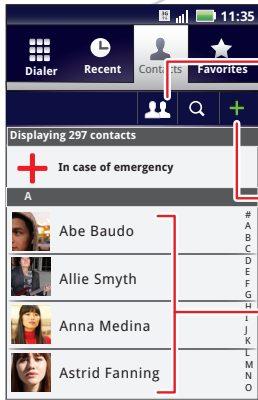 3G 11:35
Dialer Recent Contacts Favorites
Displaying 297 contacts
In case of emergency
A
Abe Baudo
Allie Smyth
Anna Medina
Astrid Fanning
#
A
B
C
D
E
F
G
H
I
J
K
L
M
N
O